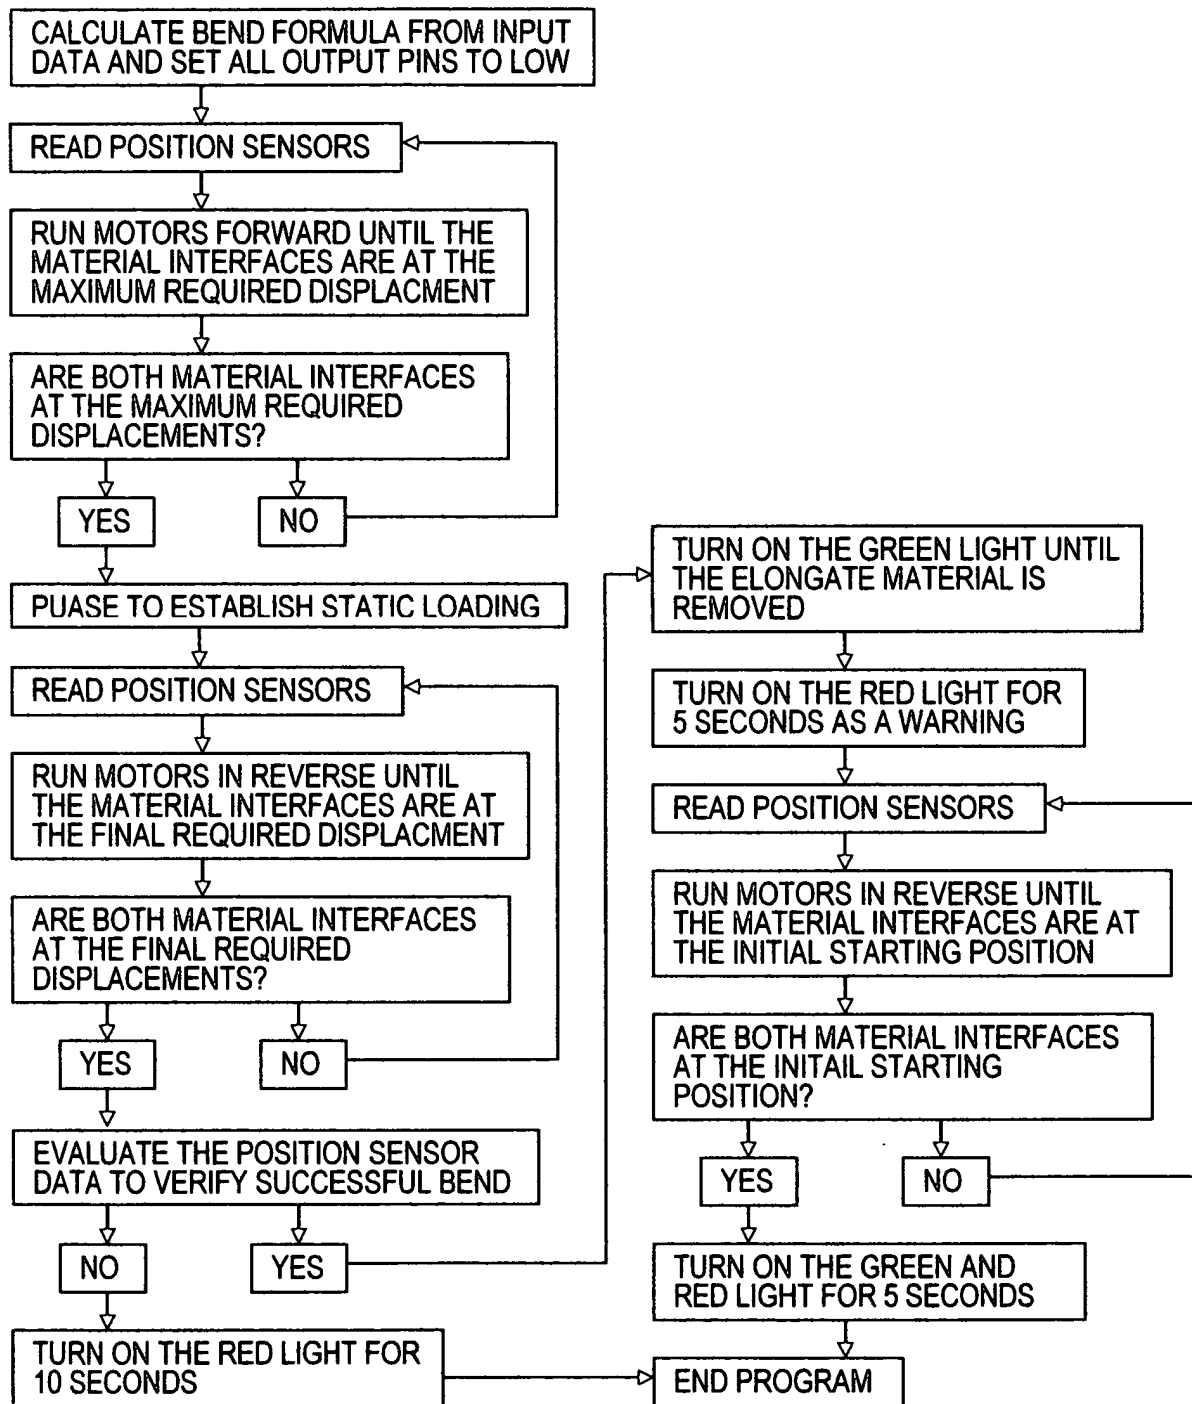 CALCULATE BEND FORMULA FROM INPUT
DATA AND SET ALL OUTPUT PINS TO LOW
READ POSITION SENSORS
RUN MOTORS FORWARD UNTIL THE
MATERIAL INTERFACES ARE AT THE
MAXIMUM REQUIRED DISPLACMENT
ARE BOTH MATERIAL INTERFACES
AT THE MAXIMUM REQUIRED
DISPLACEMENTS?
YES
NO
PUASE TO ESTABLISH STATIC LOADING
READ POSITION SENSORS
RUN MOTORS IN REVERSE UNTIL
THE MATERIAL INTERFACES ARE AT
THE FINAL REQUIRED DISPLACMENT
ARE BOTH MATERIAL INTERFACES
AT THE FINAL REQUIRED
DISPLACEMENTS?
YES
NO
EVALUATE THE POSITION SENSOR
DATA TO VERIFY SUCCESSFUL BEND
NO
YES
TURN ON THE RED LIGHT FOR
10 SECONDS
TURN ON THE GREEN LIGHT UNTIL
THE ELONGATE MATERIAL IS
REMOVED
TURN ON THE RED LIGHT FOR
5 SECONDS AS A WARNING
READ POSITION SENSORS
RUN MOTORS IN REVERSE UNTIL
THE MATERIAL INTERFACES ARE AT
THE INITIAL STARTING POSITION
ARE BOTH MATERIAL INTERFACES
AT THE INITAIL STARTING
POSITION?
YES
NO
TURN ON THE GREEN AND
RED LIGHT FOR 5 SECONDS
END PROGRAM